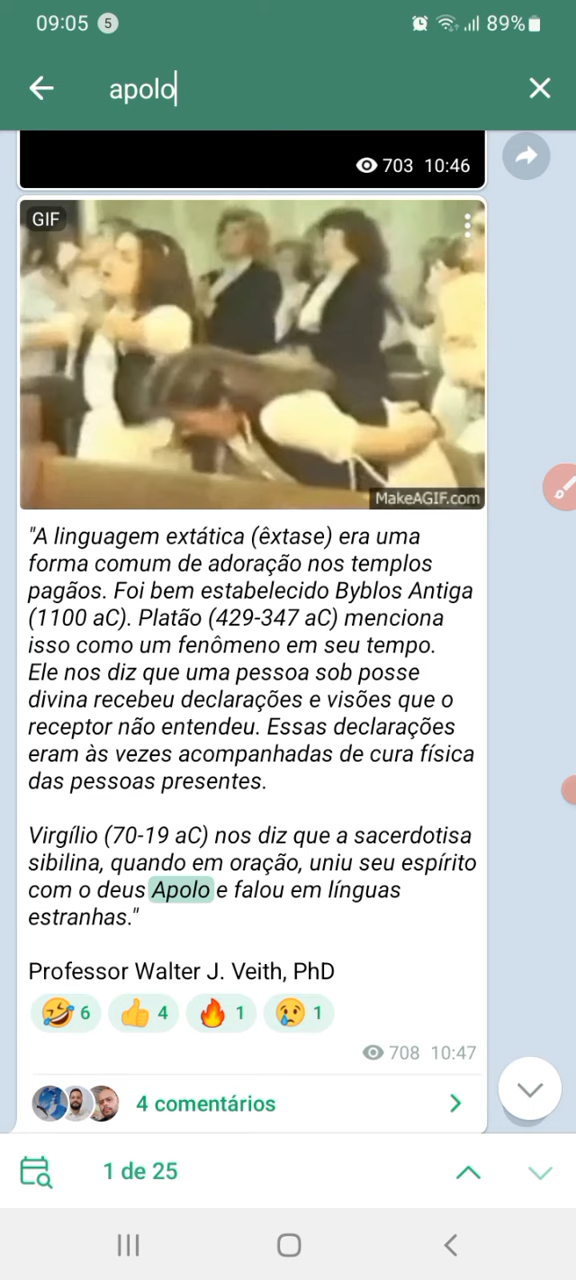 09:05 5 89%
apolo
703 10:46
GIF
MakeAGIF.com
"A linguagem extática (êxtase) era uma
forma comum de adoração nos templos
pagãos. Foi bem estabelecido Byblos Antiga
(1100 aC). Platão (429-347 aC) menciona
isso como um fenômeno em seu tempo.
Ele nos diz que uma pessoa sob posse
divina recebeu declarações e visões que o
receptor não entendeu. Essas declarações
eram às vezes acompanhadas de cura física
das pessoas presentes.
Virgílio (70-19 aC) nos diz que a sacerdotisa
sibilina, quando em oração, uniu seu espírito
com o deus Apolo e falou em línguas
estranhas."
Professor Walter J. Veith, PhD
6 4 1 1
708 10:47
4 comentários
1 de 25